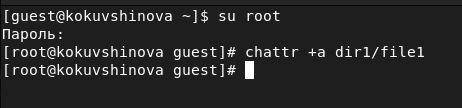 [guest@kokuvshinova ~]$ su root
Пароль:
[root@kokuvshinova guest]# chattr +a dir1/file1
[root@kokuvshinova guest]#